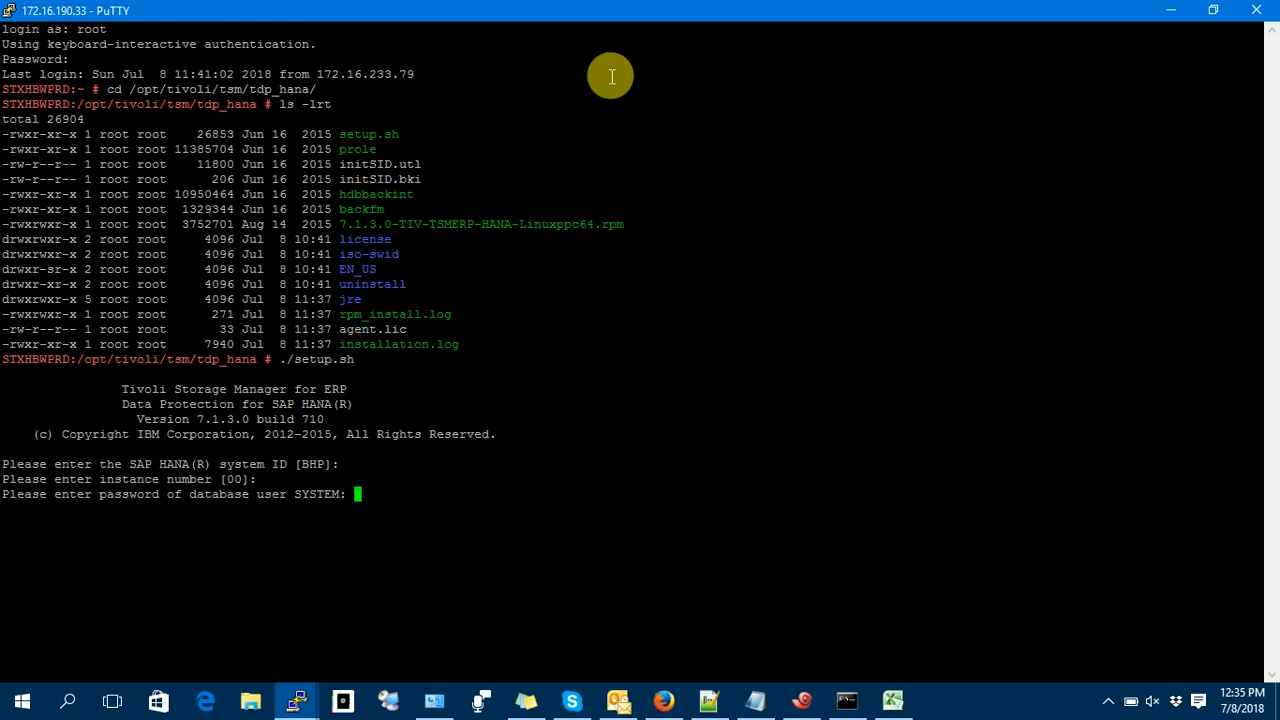 172.16.190.33 - PuTTY
login as: root
Using keyboard-interactive authentication.
Password:
Last login: Sun Jul  8 11:41:02 2018 from 172.16.233.79
STXHBWPRD:~ # cd /opt/tivoli/tsm/tdp_hana/
STXHBWPRD:/opt/tivoli/tsm/tdp_hana # ls -lrt
total 26904
-rwxr-xr-x 1 root root    26853 Jun 16  2015 setup.sh
-rwxr-xr-x 1 root root 11385704 Jun 16  2015 prole
-rw-r--r-- 1 root root    11800 Jun 16  2015 initSID.utl
-rw-r--r-- 1 root root      206 Jun 16  2015 initSID.bki
-rwxr-xr-x 1 root root 10950464 Jun 16  2015 hdbbackint
-rwxr-xr-x 1 root root  1329344 Jun 16  2015 backfm
-rwxrwxr-x 1 root root  3752701 Aug 14  2015 7.1.3.0-TIV-TSMERP-HANA-Linuxppc64.rpm
drwxrwxr-x 2 root root     4096 Jul  8 10:41 license
drwxrwxr-x 2 root root     4096 Jul  8 10:41 iso-swid
drwxr-sr-x 2 root root     4096 Jul  8 10:41 EN_US
drwxrwxr-x 2 root root     4096 Jul  8 10:41 uninstall
drwxrwxr-x 5 root root     4096 Jul  8 11:37 jre
-rwxrwxr-x 1 root root      271 Jul  8 11:37 rpm_install.log
-rw-r--r-- 1 root root       33 Jul  8 11:37 agent.lic
-rwxrwxr-x 1 root root     7940 Jul  8 11:37 installation.log
STXHBWPRD:/opt/tivoli/tsm/tdp_hana # ./setup.sh
Tivoli Storage Manager for ERP
Data Protection for SAP HANA(R)
Version 7.1.3.0 build 710
(c) Copyright IBM Corporation, 2012-2015, All Rights Reserved.
Please enter the SAP HANA(R) system ID [BHP]:
Please enter instance number [00]:
Please enter password of database user SYSTEM:
12:35 PM
7/8/2018